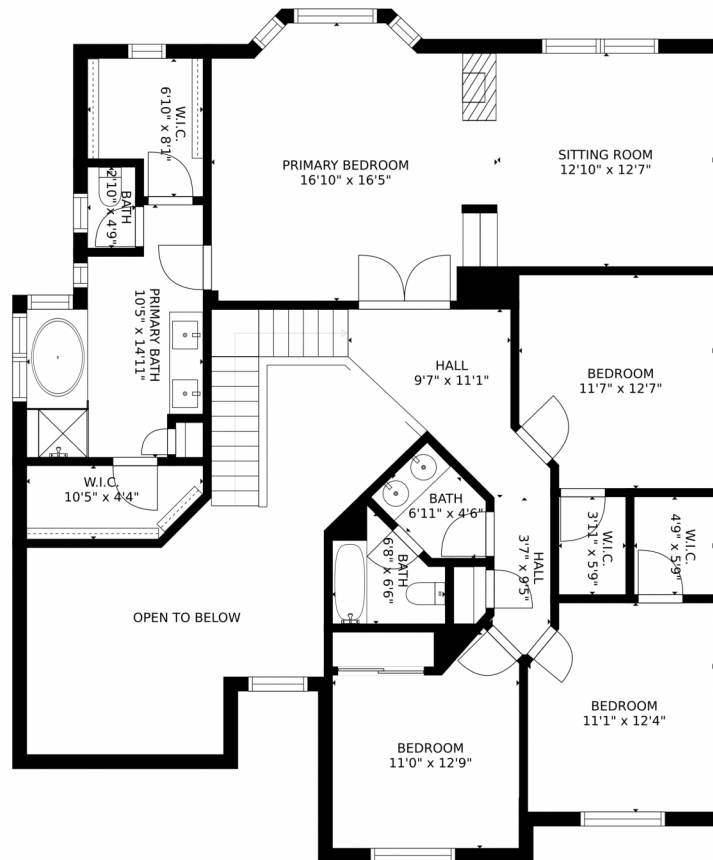 W.I.C.
6'10" x 8'1"
PRIMARY BEDROOM
16'10" x 16'5"
SITTING ROOM
12'10" x 12'7"
BATH
2'10" x 4'9"
PRIMARY BATH
10'5" x 14'11"
HALL
9'7" x 11'1"
BEDROOM
11'7" x 12'7"
W.I.C.
10'5" x 4'4"
BATH
6'11" x 4'6"
BATH
6'8" x 6'6"
HALL
3'7" x 9'5"
W.I.C.
3'11" x 5'9"
W.I.C.
4'9" x 5'9"
OPEN TO BELOW
BEDROOM
11'1" x 12'4"
BEDROOM
11'0" x 12'9"